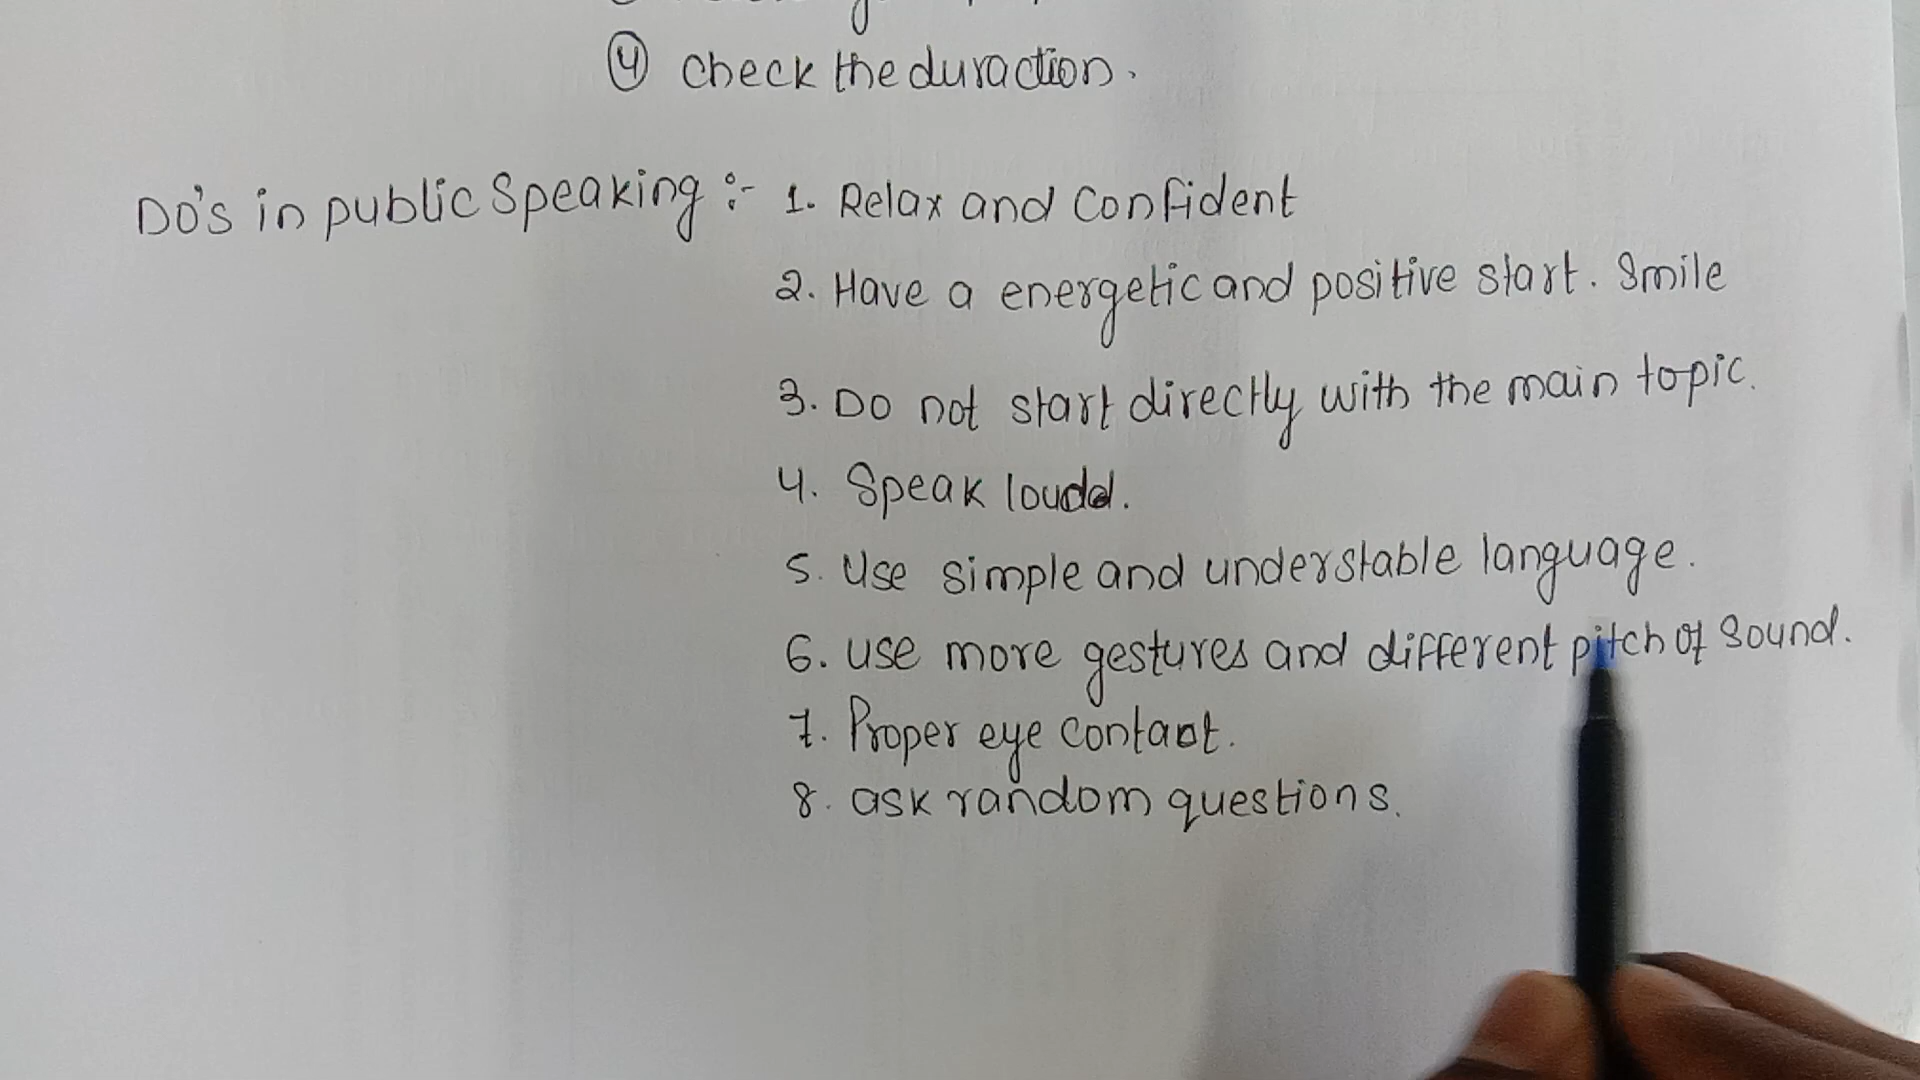 ④ check the duraction.
Do's in public Speaking :- 1. Relax and Confident
2. Have a energetic and positive start. Smile
3. Do not start directly with the main topic.
4. Speak loudd.
5. Use simple and understable language.
6. use more gestures and different pitch of Sound.
7. Proper eye contact.
8. ask random questions.